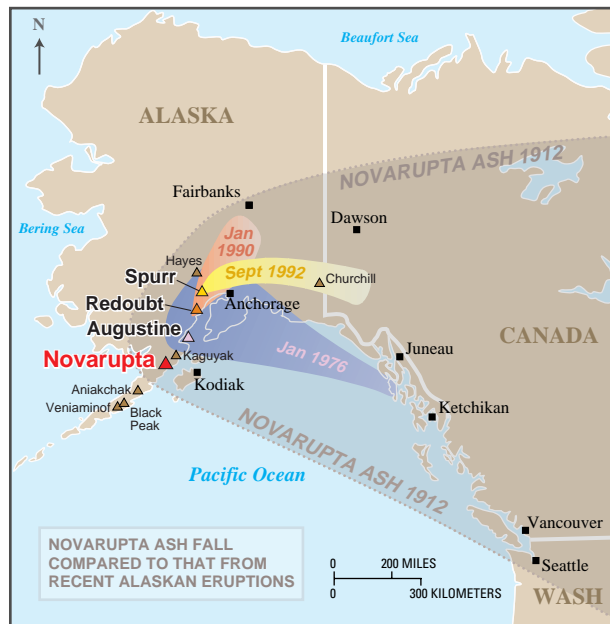 N
Beaufort Sea
ALASKA
NOVARUPTA ASH 1912
Fairbanks
Dawson
Bering Sea
Jan
1990
Hayes
Sept 1992
Churchill
Spurr
Redoubt
Anchorage
Augustine
CANADA
Novarupta
Kaguyak
Jan 1976
Juneau
Kodiak
Aniakchak
Veniaminof
Black
Peak
Ketchikan
NOVARUPTA ASH 1912
Pacific Ocean
Vancouver
NOVARUPTA ASH FALL
COMPARED TO THAT FROM
RECENT ALASKAN ERUPTIONS
0 200 MILES
0 300 KILOMETERS
Seattle
WASH